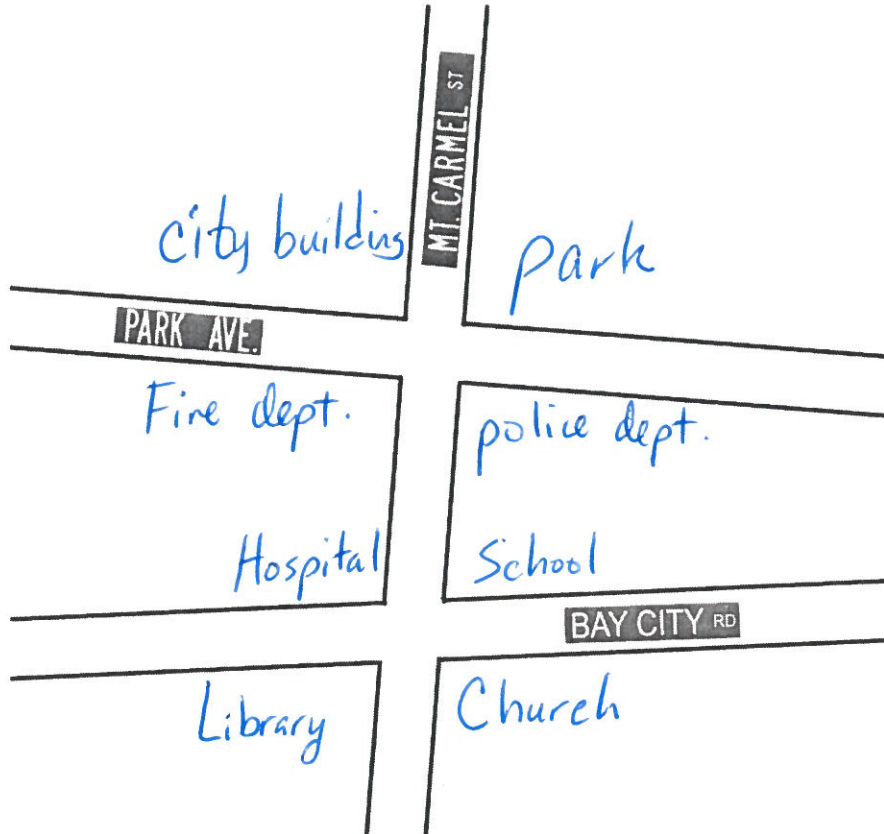 MT. CARMEL ST
city building
park
PARK AVE.
Fire dept.
police dept.
Hospital
School
BAY CITY RD
Library
Church